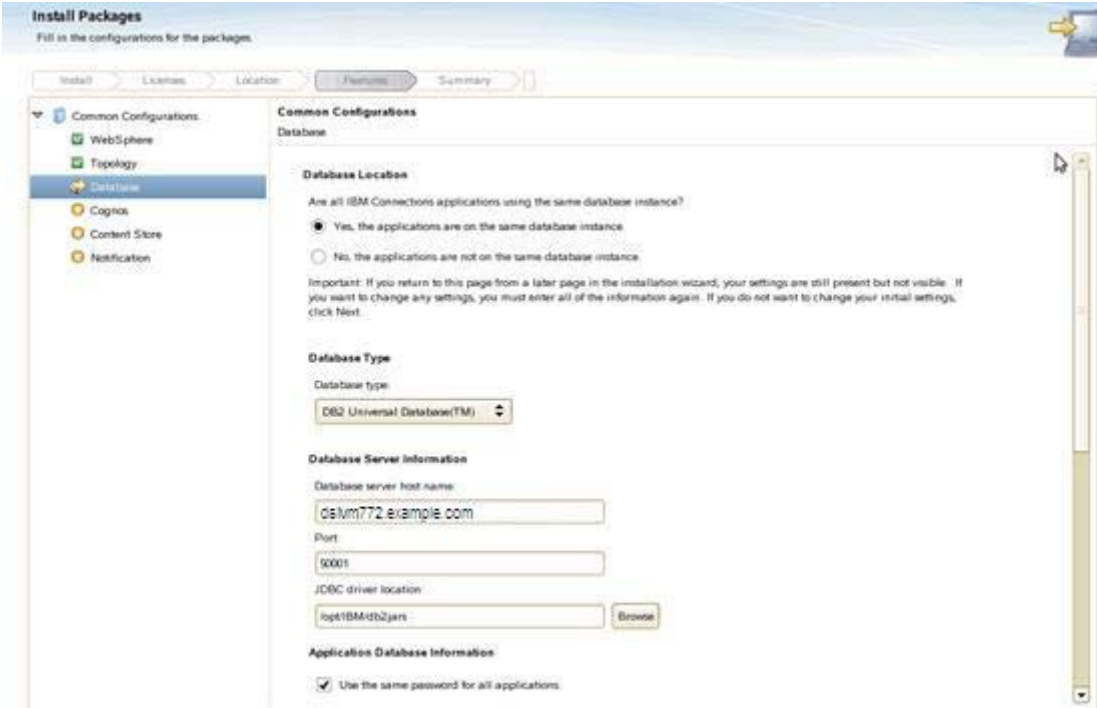 Install Packages
Fill in the configurations for the packages.
Install
Licenses
Location
Features
Summary
Common Configurations
WebSphere
Topology
Database
Cognos
Content Store
Notification
Common Configurations
Database
Database Location
Are all IBM Connections applications using the same database instance?
Yes, the applications are on the same database instance.
No, the applications are not on the same database instance.
Important: If you return to this page from a later page in the installation wizard, your settings are still present but not visible. If
you want to change any settings, you must enter all of the information again. If you do not want to change your initial settings,
click Next.
Database Type
Database type:
DB2 Universal Database(TM)
Database Server Information
Database server host name:
dslvm772.example.com
Port:
50001
JDBC driver location:
/opt/IBM/db2jars
Browse
Application Database Information
Use the same password for all applications.